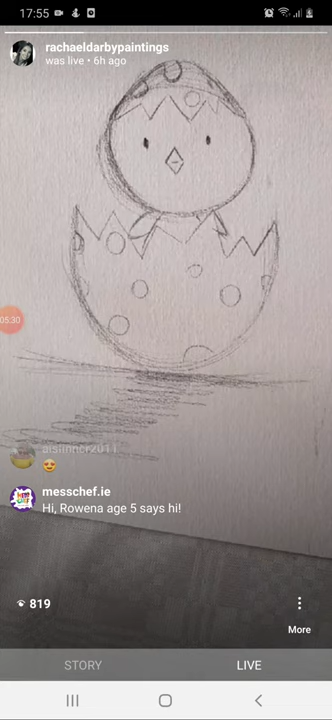 17:55
rachaeldarbypaintings
was live • 6h ago
05:30
aislinncr2011
😍
messchef.ie
Hi, Rowena age 5 says hi!
819
More
STORY
LIVE